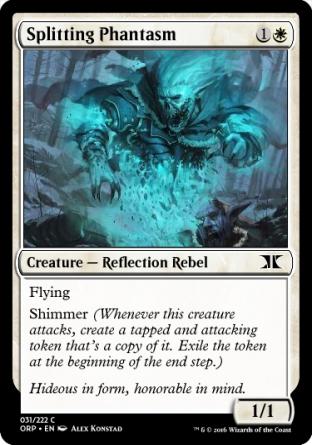 Splitting Phantasm 1
Creature — Reflection Rebel
Flying
Shimmer (Whenever this creature
attacks, create a tapped and attacking
token that's a copy of it. Exile the token
at the beginning of the end step.)
Hideous in form, honorable in mind.
1/1
031/222 C
ORP • EN Alex Konstad
™ & © 2016 Wizards of the Coast